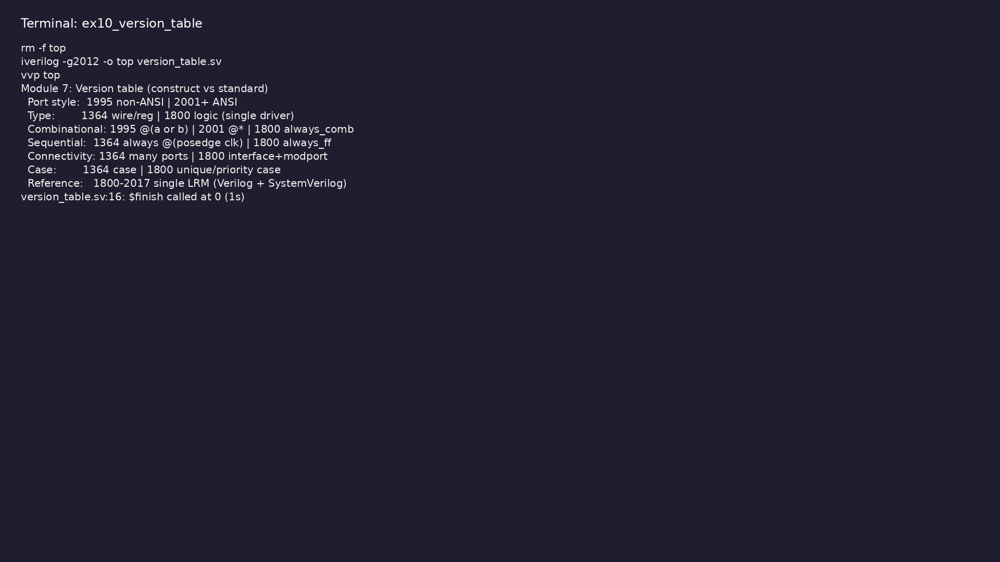 Terminal: ex10_version_table
rm -f top
iverilog -g2012 -o top version_table.sv
vvp top
Module 7: Version table (construct vs standard)
  Port style:  1995 non-ANSI | 2001+ ANSI
  Type:        1364 wire/reg | 1800 logic (single driver)
  Combinational: 1995 @(a or b) | 2001 @* | 1800 always_comb
  Sequential:  1364 always @(posedge clk) | 1800 always_ff
  Connectivity: 1364 many ports | 1800 interface+modport
  Case:        1364 case | 1800 unique/priority case
  Reference:   1800-2017 single LRM (Verilog + SystemVerilog)
version_table.sv:16: $finish called at 0 (1s)